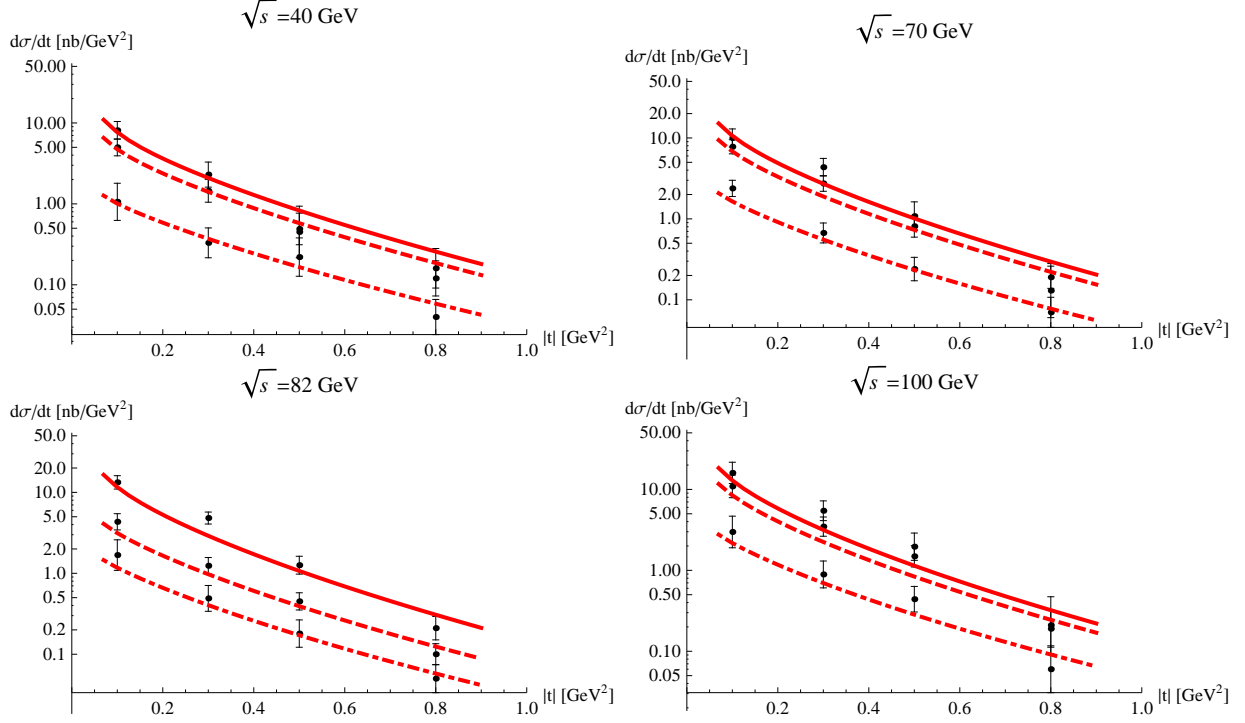 √s =40 GeV
dσ/dt [nb/GeV²]
50.00
10.00
5.00
1.00
0.50
0.10
0.05
0.2 0.4 0.6 0.8 1.0
|t| [GeV²]
√s =70 GeV
dσ/dt [nb/GeV²]
50.0
10.0
5.0
1.0
0.5
0.2
0.1
0.2 0.4 0.6 0.8 1.0
|t| [GeV²]
√s =82 GeV
dσ/dt [nb/GeV²]
50.0
10.0
5.0
2.0
1.0
0.5
0.2
0.1
0.2 0.4 0.6 0.8 1.0
|t| [GeV²]
√s =100 GeV
dσ/dt [nb/GeV²]
50.00
10.00
5.00
1.00
0.50
0.10
0.05
0.2 0.4 0.6 0.8 1.0
|t| [GeV²]